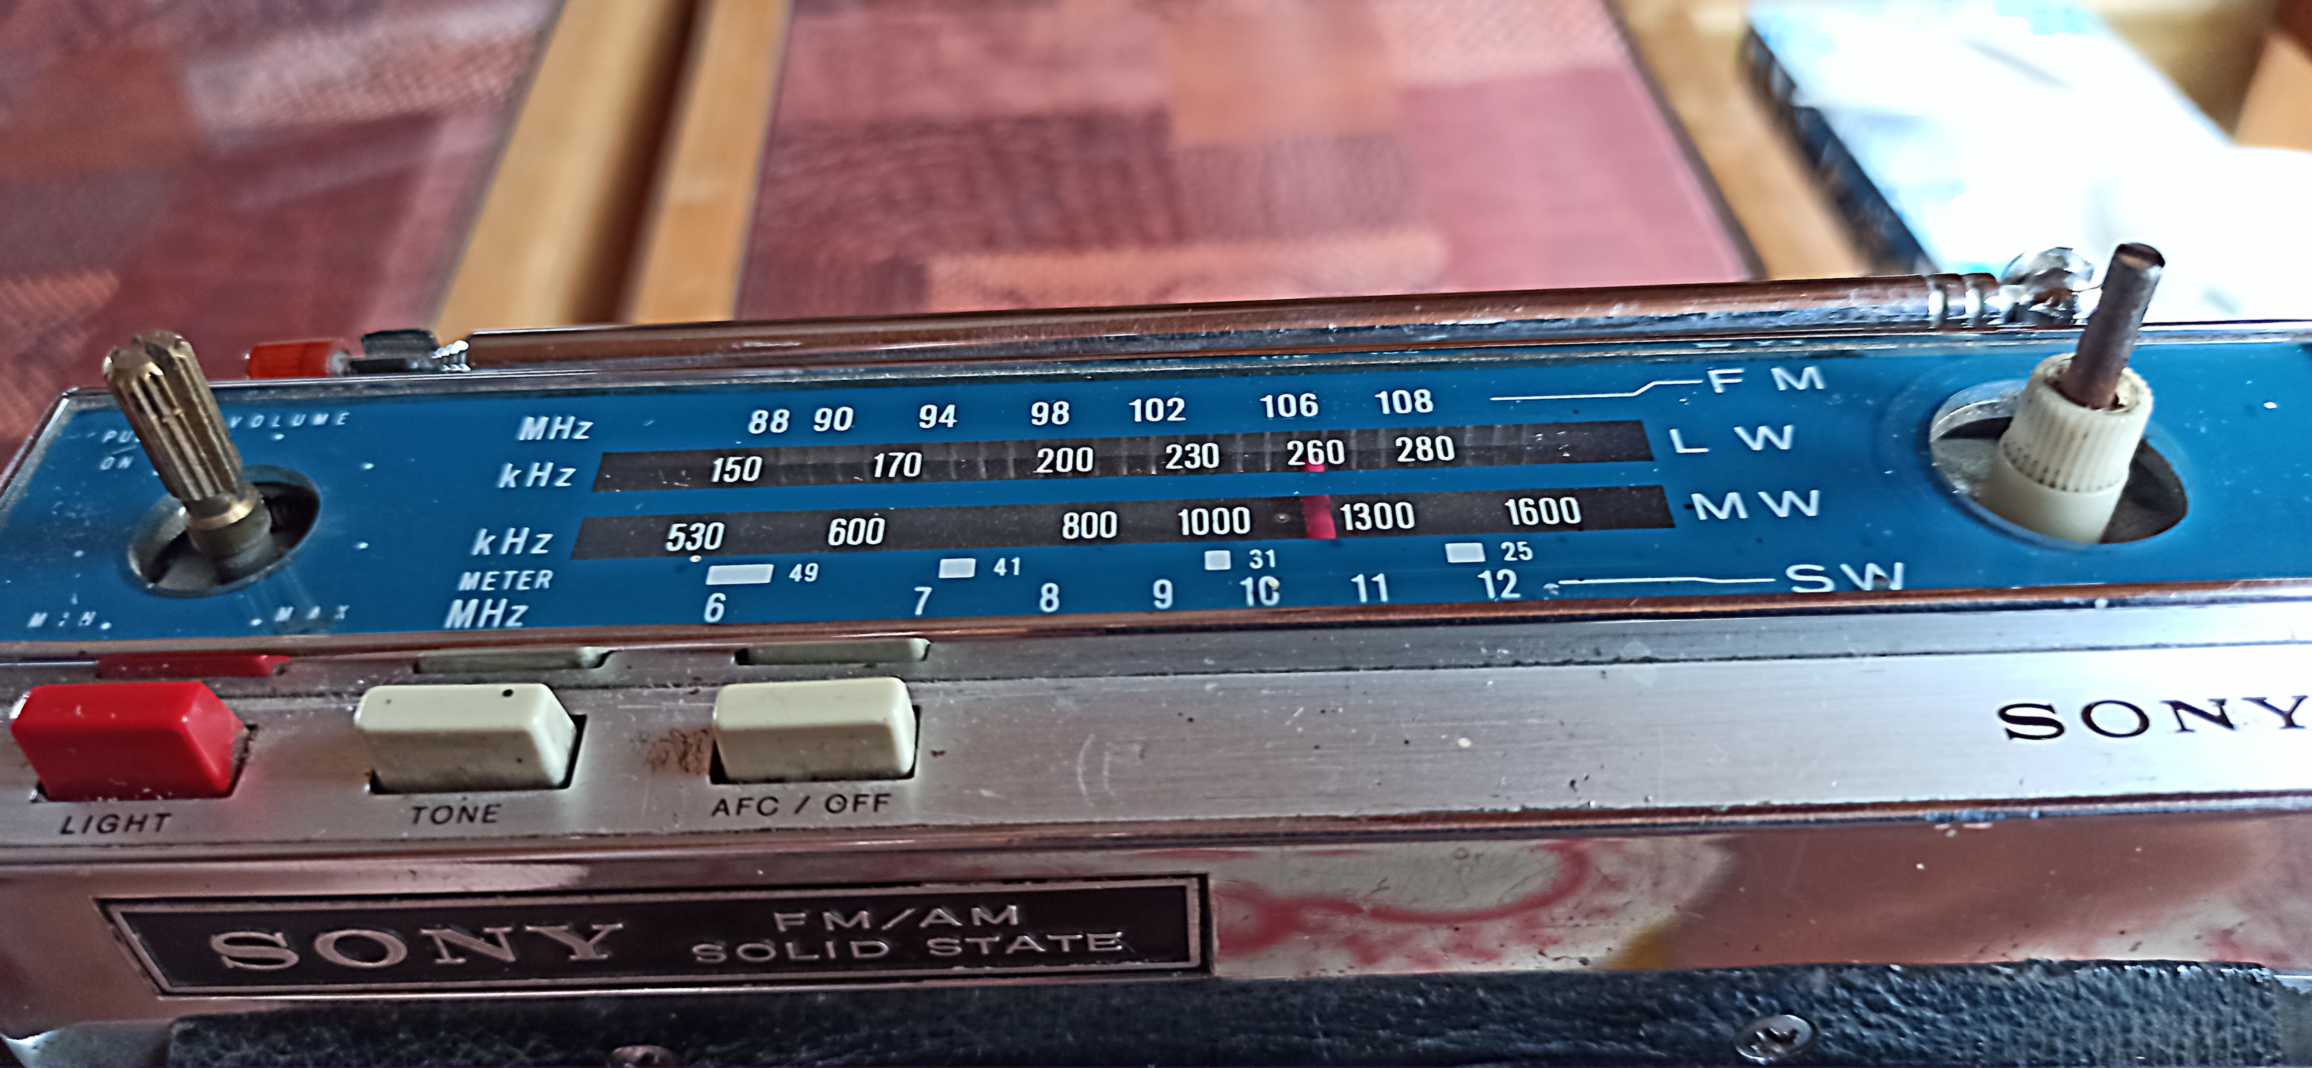 VOLUME
ON
MIN. MAX
MHz 88 90 94 98 102 106 108 FM
kHz 150 170 200 230 260 280 LW
kHz 530 600 800 1000 1300 1600 MW
METER 49 41 31 25
MHz 6 7 8 9 10 11 12 SW
SONY
LIGHT TONE AFC / OFF
SONY FM/AM
SOLID STATE